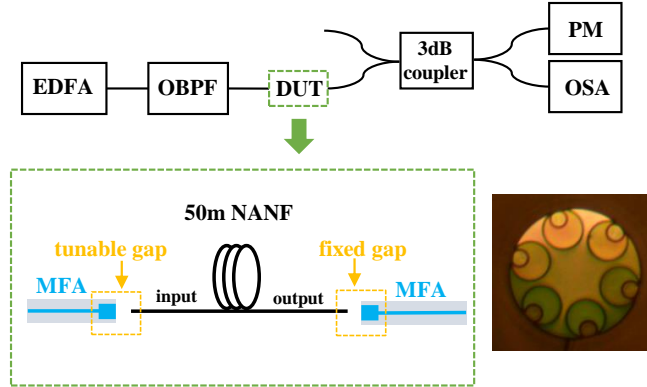 PM
3dB
coupler
EDFA
OBPF
DUT
OSA
50m NANF
tunable gap
fixed gap
MFA
input
output
MFA